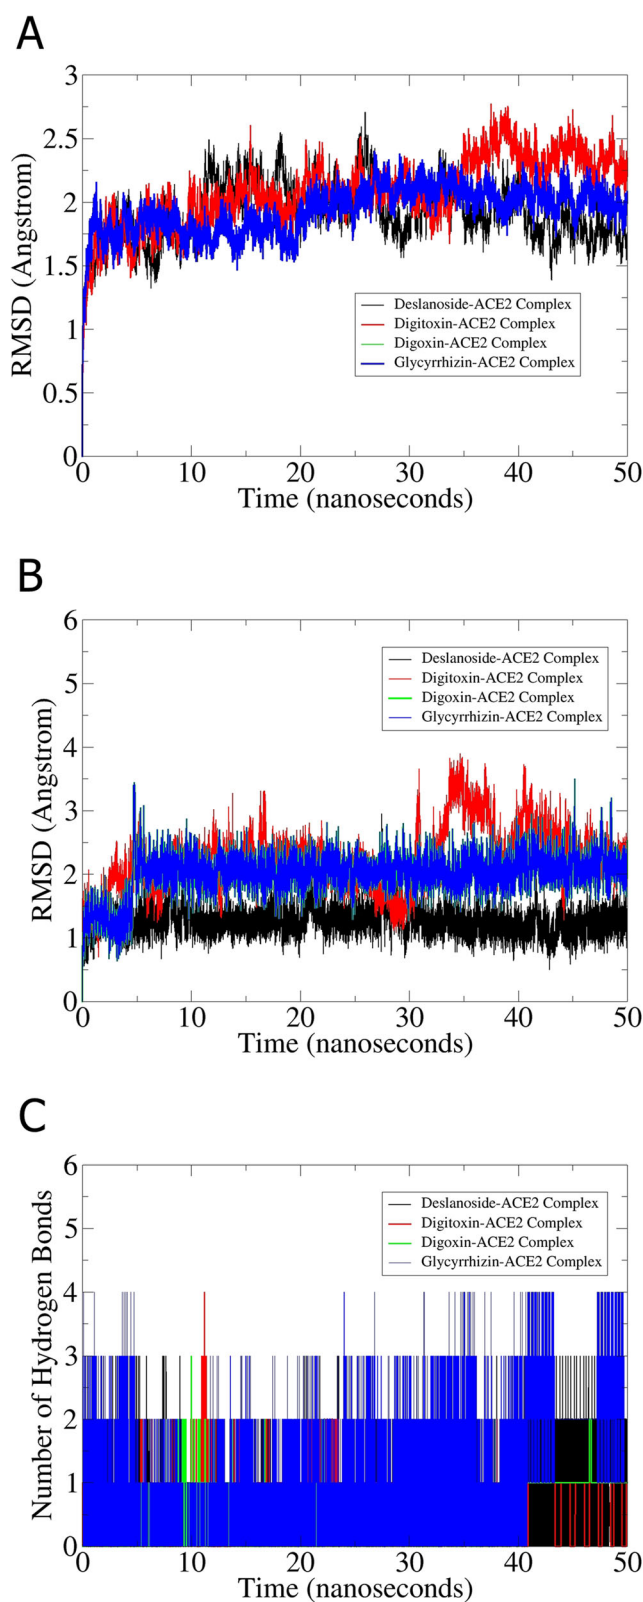 A
3
2.5
2
1.5
1
0.5
0
RMSD (Angstrom)
Deslanoside-ACE2 Complex
Digitoxin-ACE2 Complex
Digoxin-ACE2 Complex
Glycyrrhizin-ACE2 Complex
0 10 20 30 40 50
Time (nanoseconds)
B
6
5
4
3
2
1
0
RMSD (Angstrom)
Deslanoside-ACE2 Complex
Digitoxin-ACE2 Complex
Digoxin-ACE2 Complex
Glycyrrhizin-ACE2 Complex
0 10 20 30 40 50
Time (nanoseconds)
C
6
5
4
3
2
1
0
Number of Hydrogen Bonds
Deslanoside-ACE2 Complex
Digitoxin-ACE2 Complex
Digoxin-ACE2 Complex
Glycyrrhizin-ACE2 Complex
0 10 20 30 40 50
Time (nanoseconds)